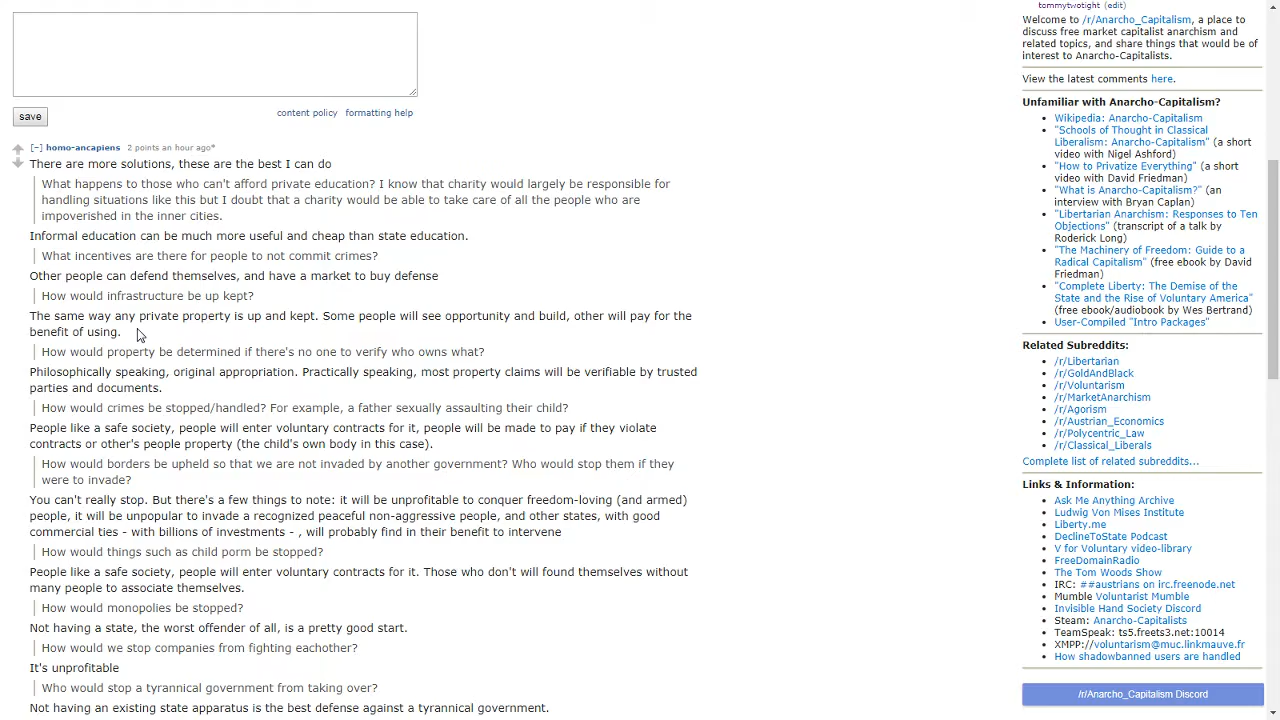 save
content policy formatting help
[–] homo-ancapiens 2 points an hour ago*
There are more solutions, these are the best I can do
What happens to those who can't afford private education? I know that charity would largely be responsible for
handling situations like this but I doubt that a charity would be able to take care of all the people who are
impoverished in the inner cities.
Informal education can be much more useful and cheap than state education.
What incentives are there for people to not commit crimes?
Other people can defend themselves, and have a market to buy defense
How would infrastructure be up kept?
The same way any private property is up and kept. Some people will see opportunity and build, other will pay for the
benefit of using.
How would property be determined if there's no one to verify who owns what?
Philosophically speaking, original appropriation. Practically speaking, most property claims will be verifiable by trusted
parties and documents.
How would crimes be stopped/handled? For example, a father sexually assaulting their child?
People like a safe society, people will enter voluntary contracts for it, people will be made to pay if they violate
contracts or other's people property (the child's own body in this case).
How would borders be upheld so that we are not invaded by another government? Who would stop them if they
were to invade?
You can't really stop. But there's a few things to note: it will be unprofitable to conquer freedom-loving (and armed)
people, it will be unpopular to invade a recognized peaceful non-aggressive people, and other states, with good
commercial ties - with billions of investments - , will probably find in their benefit to intervene
How would things such as child porm be stopped?
People like a safe society, people will enter voluntary contracts for it. Those who don't will found themselves without
many people to associate themselves.
How would monopolies be stopped?
Not having a state, the worst offender of all, is a pretty good start.
How would we stop companies from fighting eachother?
It's unprofitable
Who would stop a tyrannical government from taking over?
Not having an existing state apparatus is the best defense against a tyrannical government.
tommytwotight (edit)
Welcome to /r/Anarcho_Capitalism, a place to
discuss free market capitalist anarchism and
related topics, and share things that would be of
interest to Anarcho-Capitalists.
View the latest comments here.
Unfamiliar with Anarcho-Capitalism?
Wikipedia: Anarcho-Capitalism
"Schools of Thought in Classical
Liberalism: Anarcho-Capitalism" (a short
video with Nigel Ashford)
"How to Privatize Everything" (a short
video with David Friedman)
"What is Anarcho-Capitalism?" (an
interview with Bryan Caplan)
"Libertarian Anarchism: Responses to Ten
Objections" (transcript of a talk by
Roderick Long)
"The Machinery of Freedom: Guide to a
Radical Capitalism" (free ebook by David
Friedman)
"Complete Liberty: The Demise of the
State and the Rise of Voluntary America"
(free ebook/audiobook by Wes Bertrand)
User-Compiled "Intro Packages"
Related Subreddits:
/r/Libertarian
/r/GoldAndBlack
/r/Voluntarism
/r/MarketAnarchism
/r/Agorism
/r/Austrian_Economics
/r/Polycentric_Law
/r/Classical_Liberals
Complete list of related subreddits...
Links & Information:
Ask Me Anything Archive
Ludwig Von Mises Institute
Liberty.me
DeclineToState Podcast
V for Voluntary video-library
FreeDomainRadio
The Tom Woods Show
IRC: ##austrians on irc.freenode.net
Mumble Voluntarist Mumble
Invisible Hand Society Discord
Steam: Anarcho-Capitalists
TeamSpeak: ts5.freets3.net:10014
XMPP://voluntarism@muc.linkmauve.fr
How shadowbanned users are handled
/r/Anarcho_Capitalism Discord